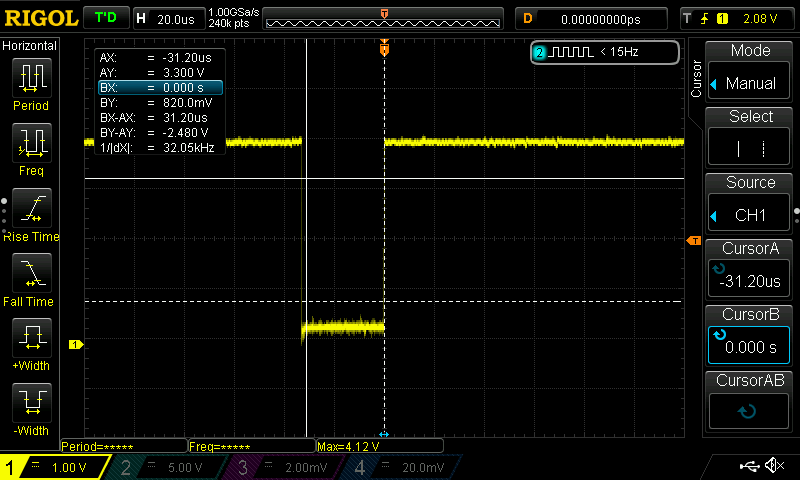 RIGOL T'D H 20.0us 1.00GSa/s 240k pts D 0.00000000ps T 1 2.08 V
Horizontal
Period
Freq
Rise Time
Fall Time
+Width
-Width
AX: = -31.20us
AY: = 3.300 V
BX: = 0.000 s
BY: = 820.0mV
BX-AX: = 31.20us
BY-AY: = -2.480 V
1/|dX|: = 32.05kHz
T
2 < 15Hz
T
1
Cursor
Mode
Manual
Select
Source
CH1
CursorA
-31.20us
CursorB
0.000 s
CursorAB
Period=***** Freq=***** Max=4.12 V
1 = 1.00 V 2 = 5.00 V 3 = 2.00mV 4 = 20.0mV